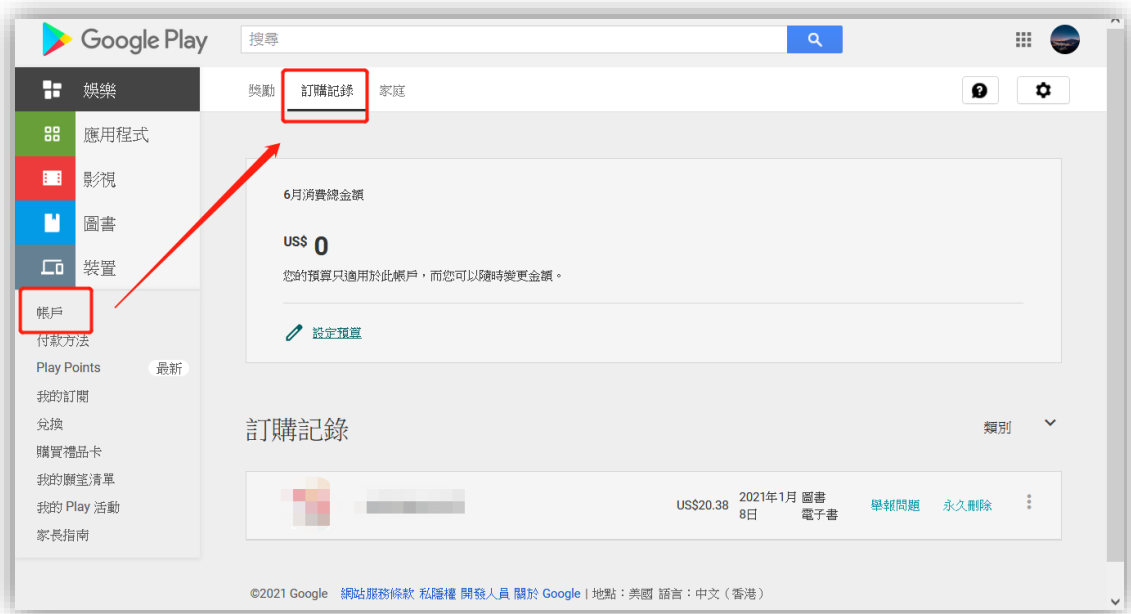 Google Play
搜尋
娛樂
應用程式
影視
圖書
裝置
帳戶
付款方法
Play Points 最新
我的訂閱
兌換
購買禮品卡
我的願望清單
我的 Play 活動
家長指南
獎勵 訂購記錄 家庭
6月消費總金額
US$ 0
您的預算只適用於此帳戶，而您可以隨時變更金額。
設定預算
訂購記錄 類別
US$20.38 2021年1月8日 圖書 電子書 舉報問題 永久刪除
©2021 Google 網站服務條款 私隱權 開發人員 關於 Google | 地點：美國 語言：中文（香港）